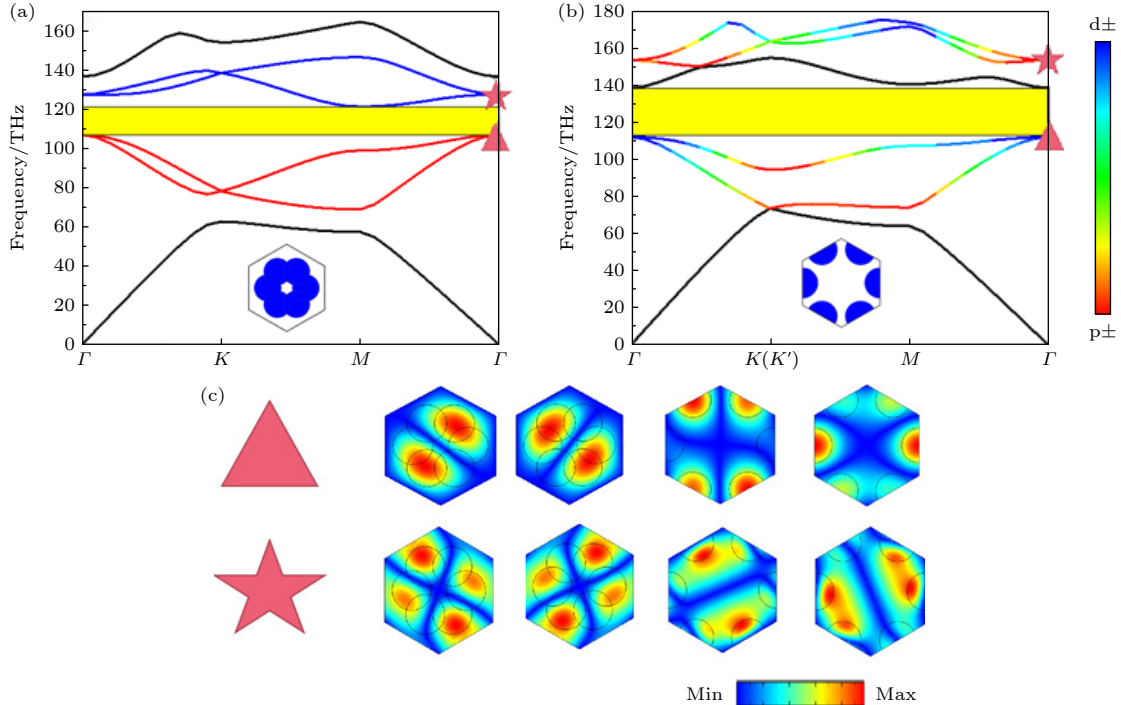 (a)
160
140
120
100
80
60
40
20
0
Frequency/THz
Γ K M Γ
(b)
180
160
140
120
100
80
60
40
20
0
Frequency/THz
Γ K(K′) M Γ
d±
p±
(c)
Min Max